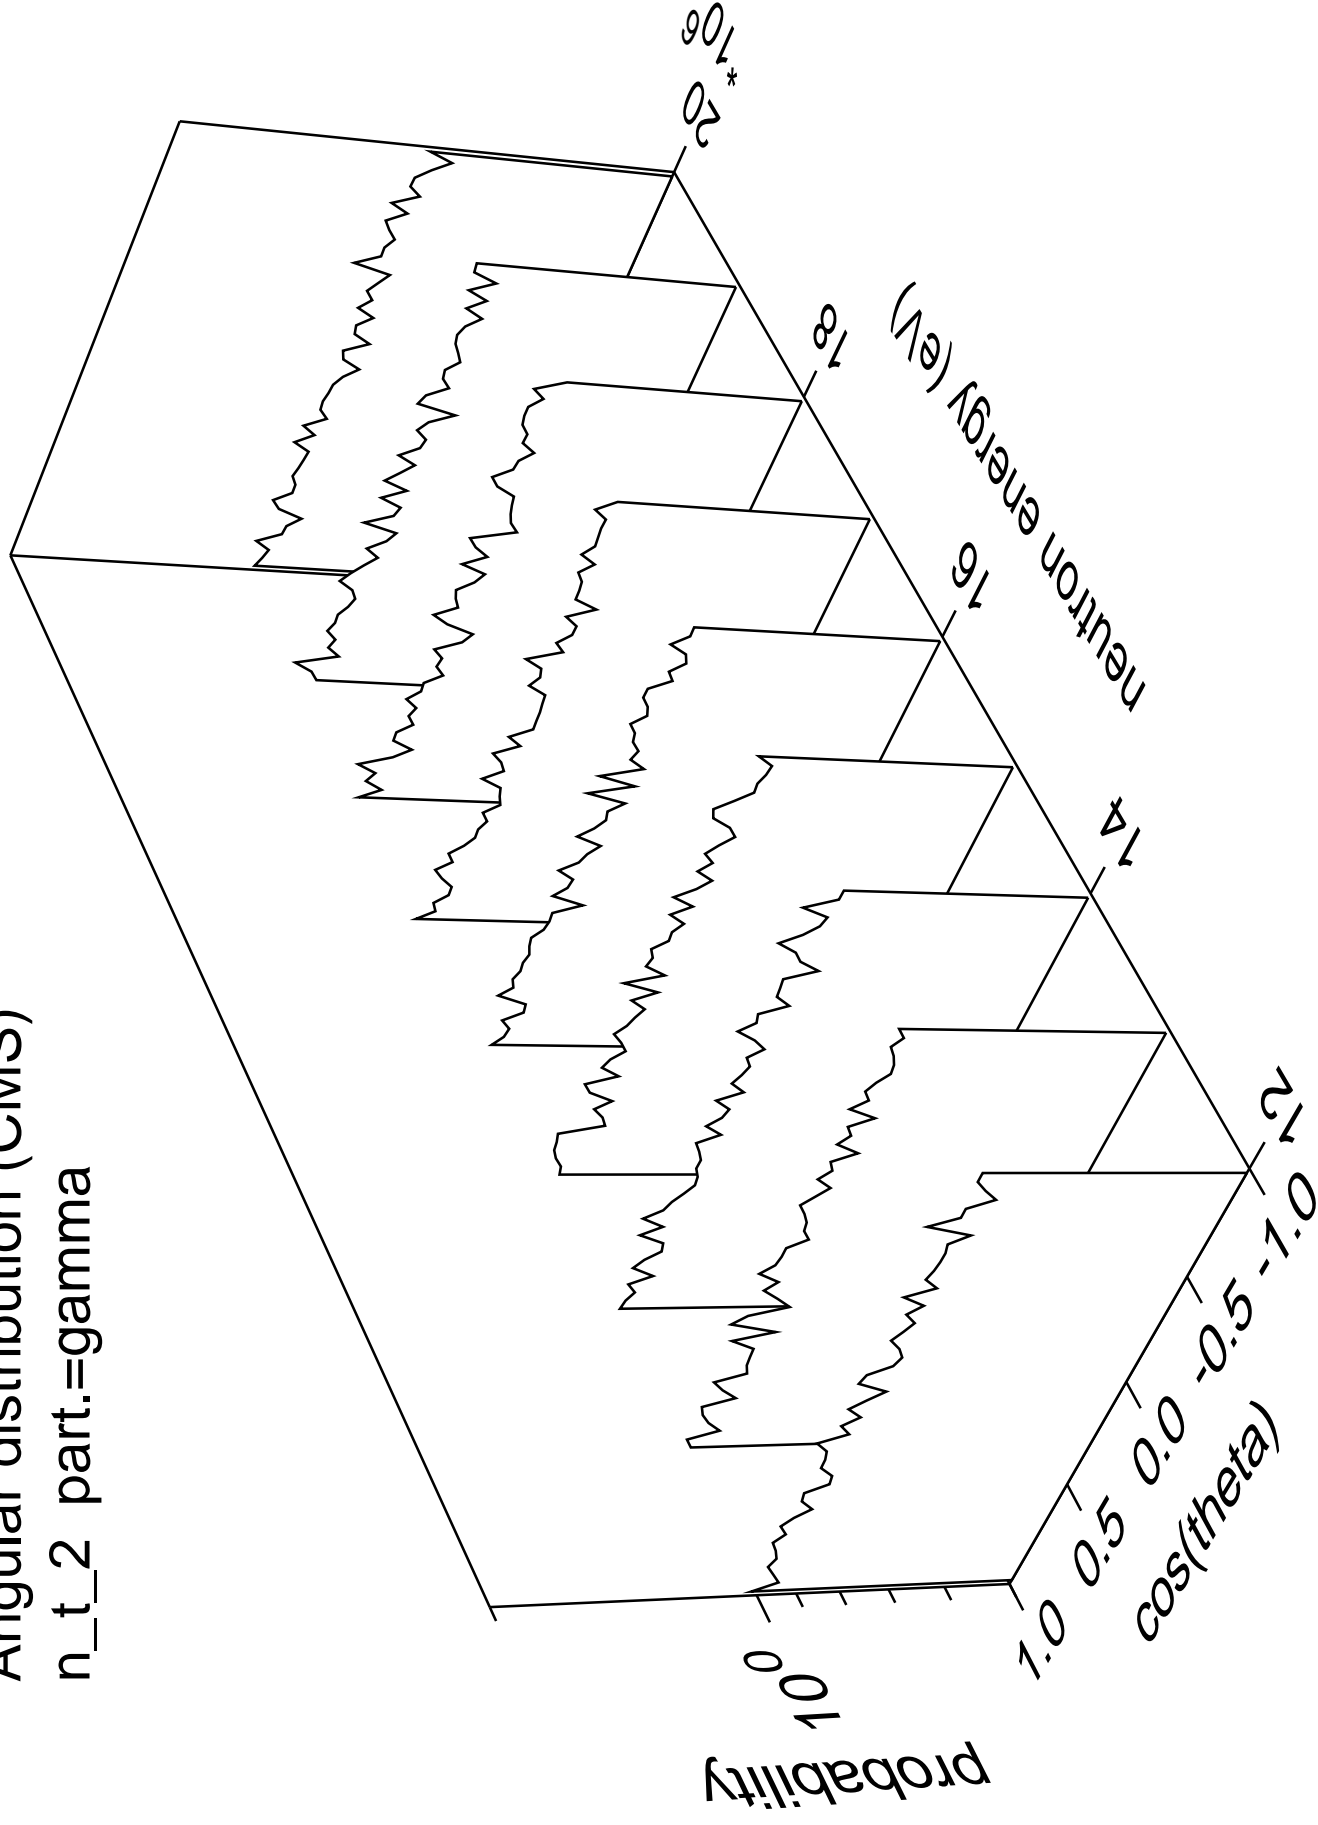 Angular distribution (CMS)
n_t_2 part.=gamma
probability
10^0
1.0 0.5 0.0 -0.5 -1.0
cos(theta)
12 14 16 18 20 * 10^6
neutron energy (eV)